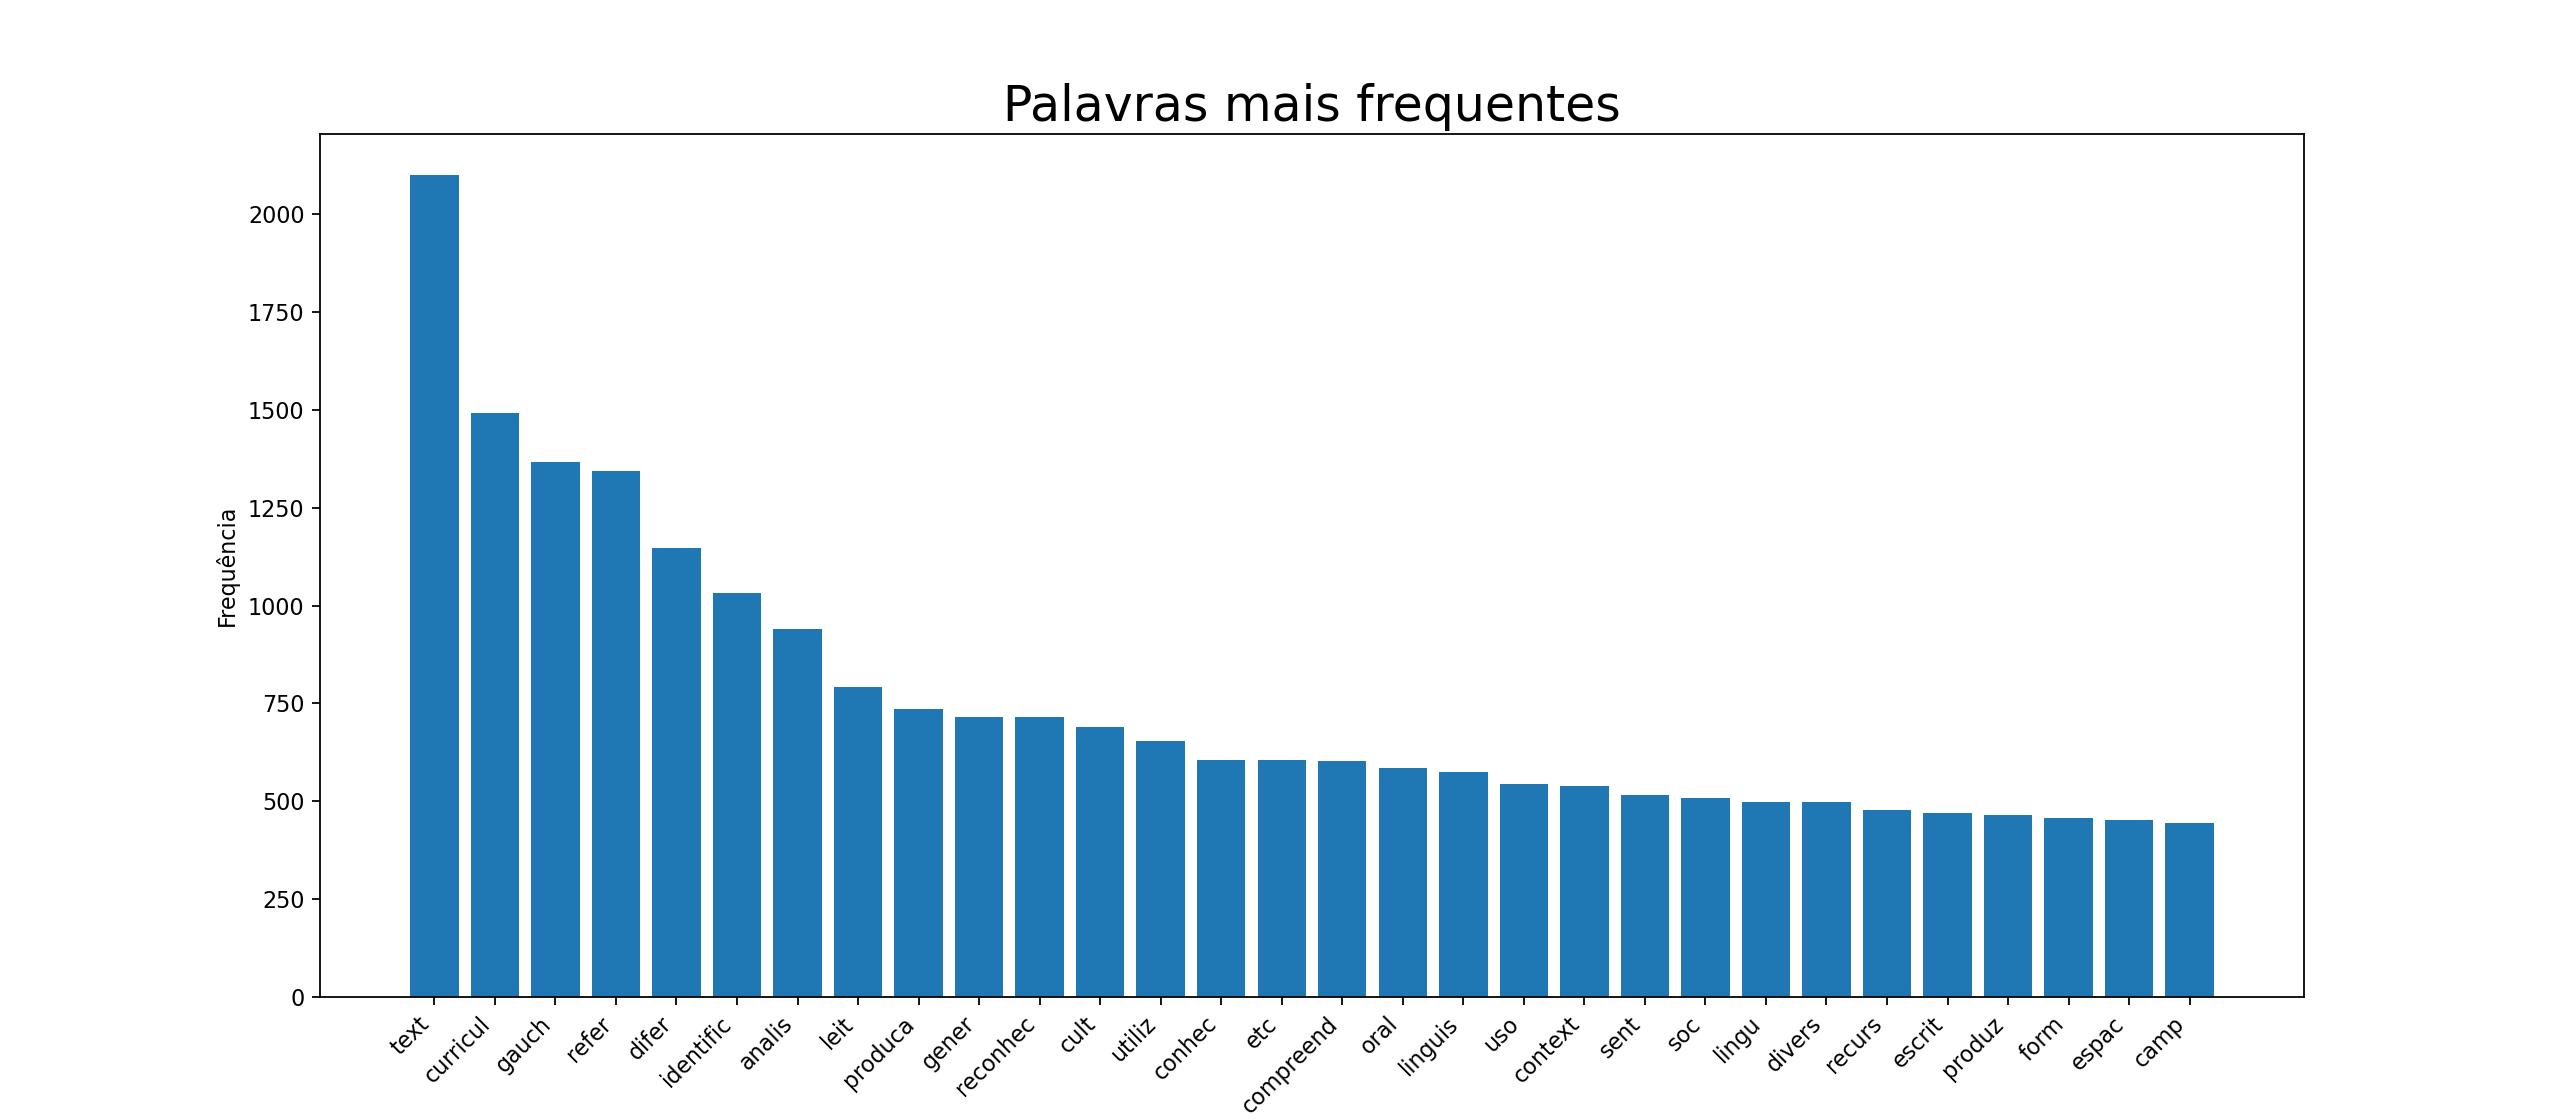 Palavras mais frequentes
Frequência
2000
1750
1500
1250
1000
750
500
250
0
text
curricul
gauch
refer
difer
identific
analis
leit
produca
gener
reconhec
cult
utiliz
conhec
etc
compreend
oral
linguis
uso
context
sent
soc
lingu
divers
recurs
escrit
produz
form
espac
camp